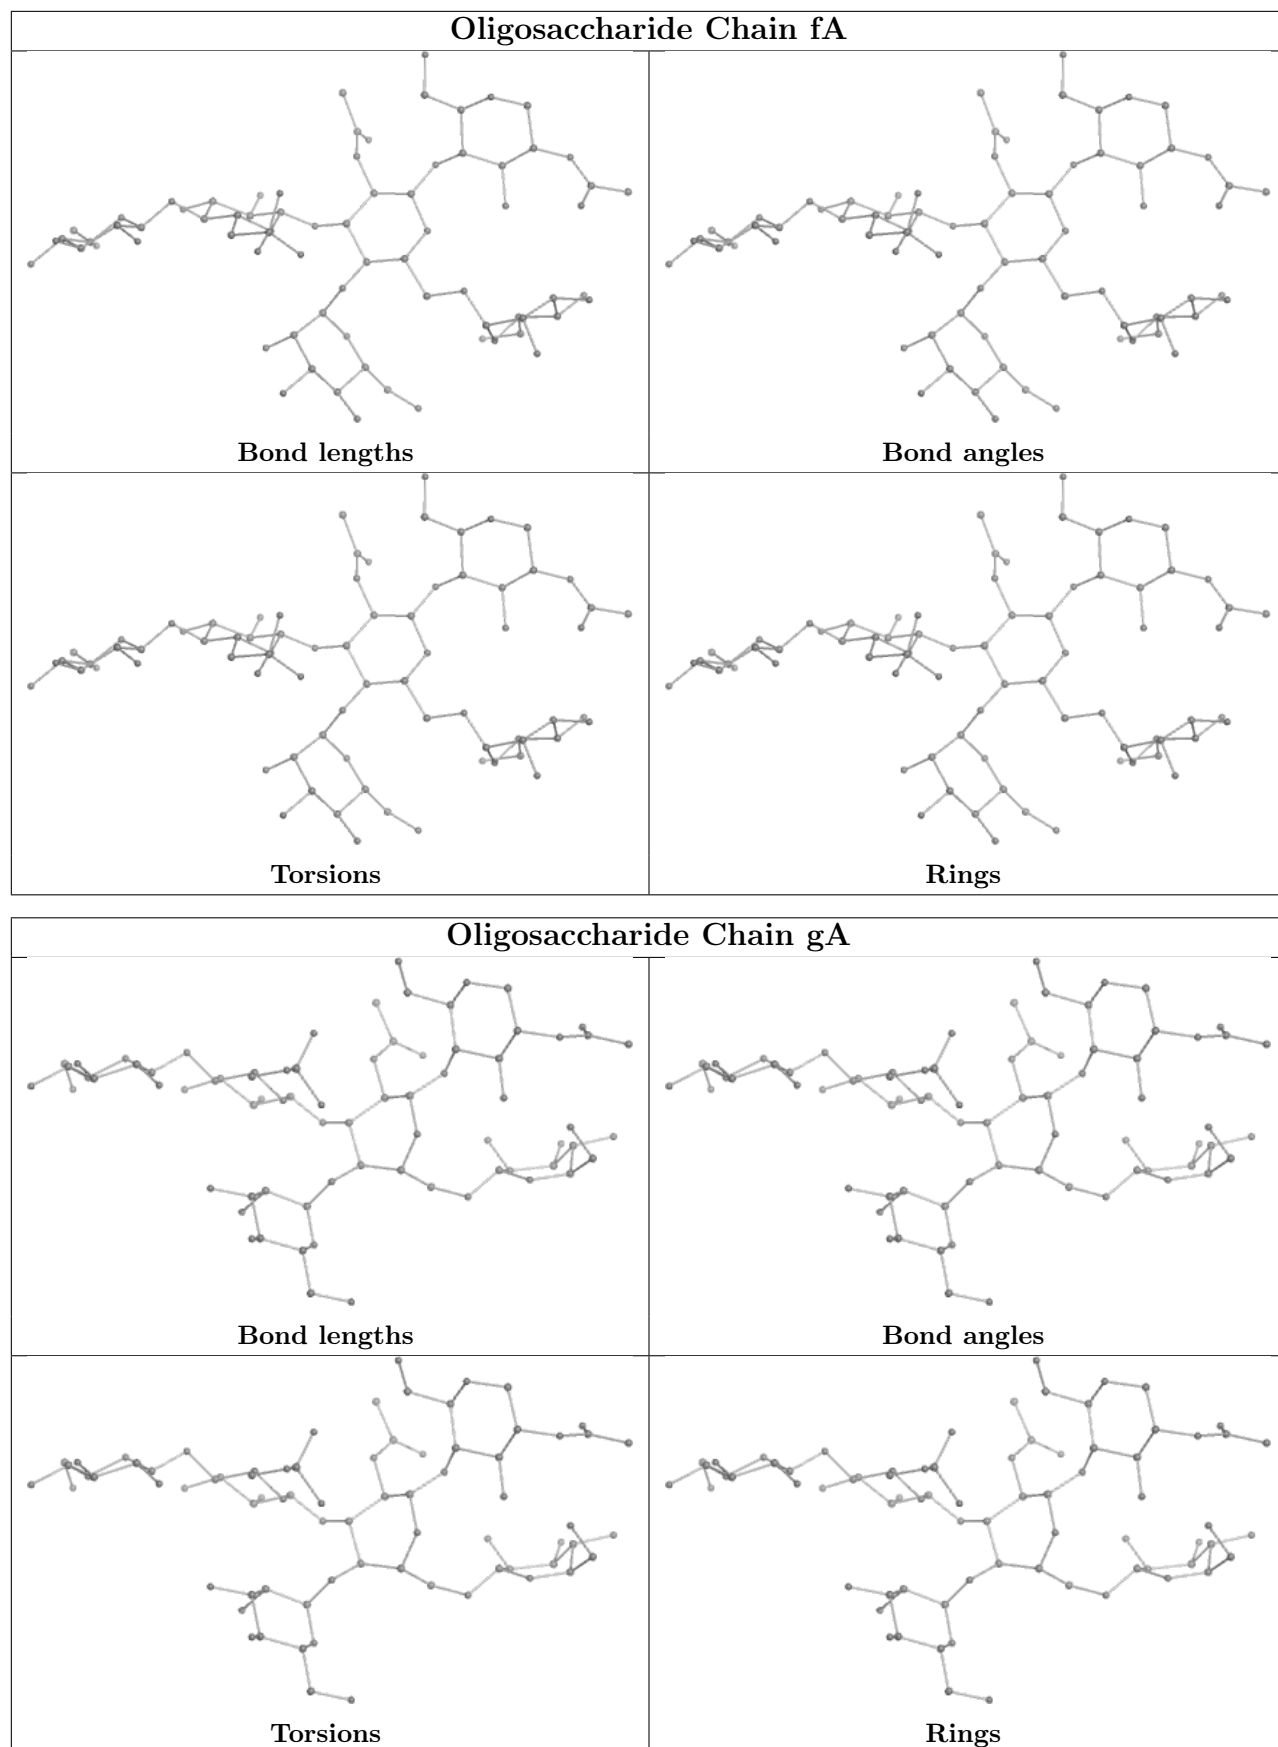 Oligosaccharide Chain fA
Bond lengths
Bond angles
Torsions
Rings
Oligosaccharide Chain gA
Bond lengths
Bond angles
Torsions
Rings